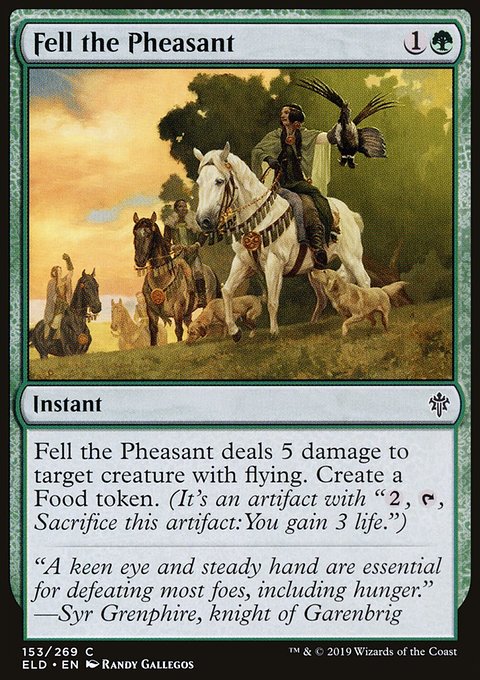 Fell the Pheasant 1
Instant
Fell the Pheasant deals 5 damage to
target creature with flying. Create a
Food token. (It's an artifact with “2, ,
Sacrifice this artifact:You gain 3 life.”)
“A keen eye and steady hand are essential
for defeating most foes, including hunger.”
—Syr Grenphire, knight of Garenbrig
153/269 C
ELD • EN RANDY GALLEGOS
™ & © 2019 Wizards of the Coast